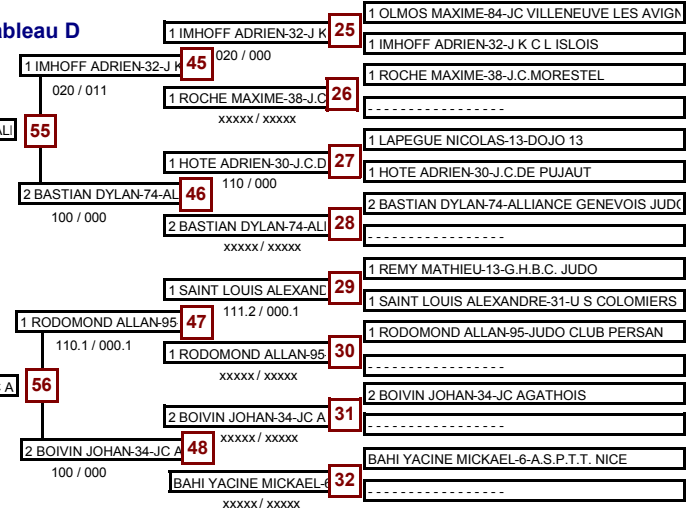 1 OLMOS MAXIME-84-JC VILLENEUVE LES AVIGN
ableau D
1 IMHOFF ADRIEN-32-J K 25
1 IMHOFF ADRIEN-32-J K C L ISLOIS
1 IMHOFF ADRIEN-32-J K 45 020 / 000
1 ROCHE MAXIME-38-J.C.MORESTEL
020 / 011
1 ROCHE MAXIME-38-J.C 26
- - - - - - - - - - - - - - - - -
xxxxx / xxxxx
ALI 55
1 LAPEGUE NICOLAS-13-DOJO 13
1 HOTE ADRIEN-30-J.C.D 27
1 HOTE ADRIEN-30-J.C.DE PUJAUT
110 / 000
2 BASTIAN DYLAN-74-AL 46
2 BASTIAN DYLAN-74-ALLIANCE GENEVOIS JUDO
100 / 000
2 BASTIAN DYLAN-74-ALI 28
- - - - - - - - - - - - - - - - -
xxxxx / xxxxx
1 REMY MATHIEU-13-G.H.B.C. JUDO
1 SAINT LOUIS ALEXAND 29
1 SAINT LOUIS ALEXANDRE-31-U S COLOMIERS
1 RODOMOND ALLAN-95- 47 111.2 / 000.1
1 RODOMOND ALLAN-95-JUDO CLUB PERSAN
110.1 / 000.1
1 RODOMOND ALLAN-95- 30
- - - - - - - - - - - - - - - - -
xxxxx / xxxxx
C A 56
2 BOIVIN JOHAN-34-JC AGATHOIS
2 BOIVIN JOHAN-34-JC A 31
- - - - - - - - - - - - - - - - -
xxxxx / xxxxx
2 BOIVIN JOHAN-34-JC A 48
BAHI YACINE MICKAEL-6-A.S.P.T.T. NICE
100 / 000
BAHI YACINE MICKAEL-6 32
- - - - - - - - - - - - - - - - -
xxxxx / xxxxx